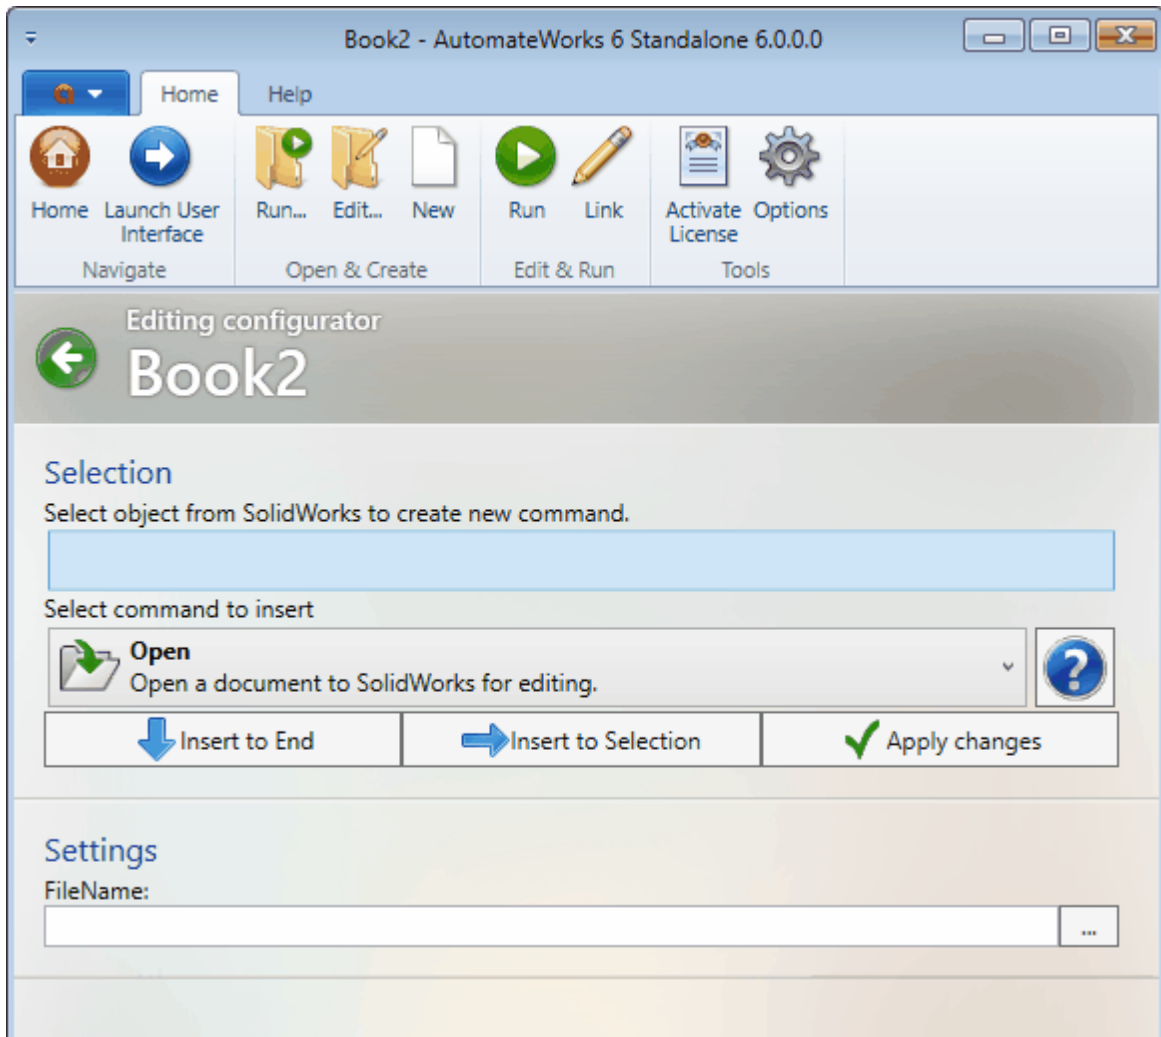 Book2 - AutomateWorks 6 Standalone 6.0.0.0
Home Help
Home Launch User Interface Run... Edit... New Run Link Activate License Options
Navigate Open & Create Edit & Run Tools
Editing configurator
Book2
Selection
Select object from SolidWorks to create new command.
Select command to insert
Open
Open a document to SolidWorks for editing.
Insert to End Insert to Selection Apply changes
Settings
FileName:
...